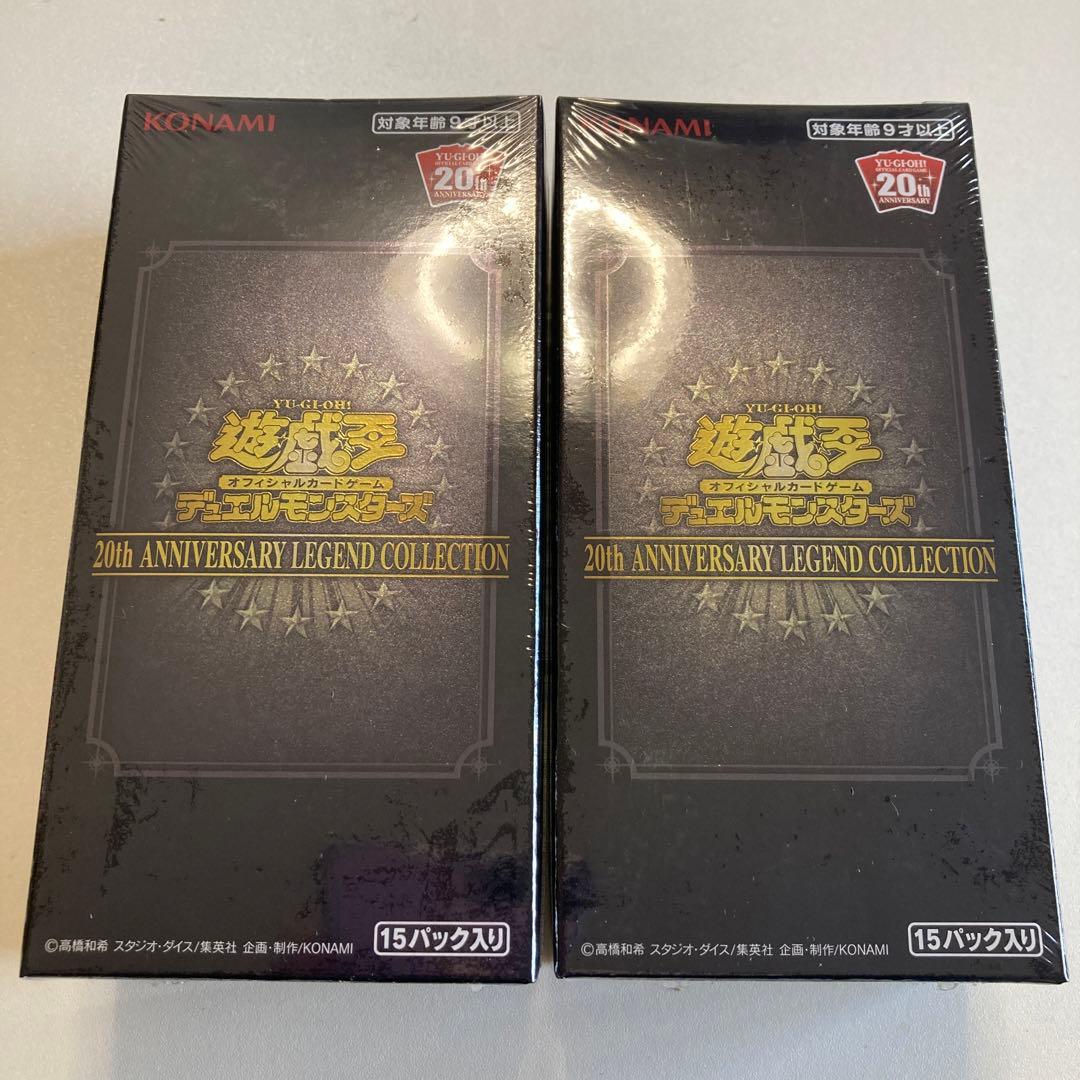 KONAMI
対象年齢9才以上
YU-GI-OH!
OFFICIAL CARD GAME
20th
ANNIVERSARY
YU-GI-OH!
遊戯王
オフィシャルカードゲーム
デュエルモンスターズ
20th ANNIVERSARY LEGEND COLLECTION
©高橋和希 スタジオ・ダイス/集英社 企画・制作/KONAMI
15パック入り
KONAMI
対象年齢9才以上
YU-GI-OH!
OFFICIAL CARD GAME
20th
ANNIVERSARY
YU-GI-OH!
遊戯王
オフィシャルカードゲーム
デュエルモンスターズ
20th ANNIVERSARY LEGEND COLLECTION
©高橋和希 スタジオ・ダイス/集英社 企画・制作/KONAMI
15パック入り